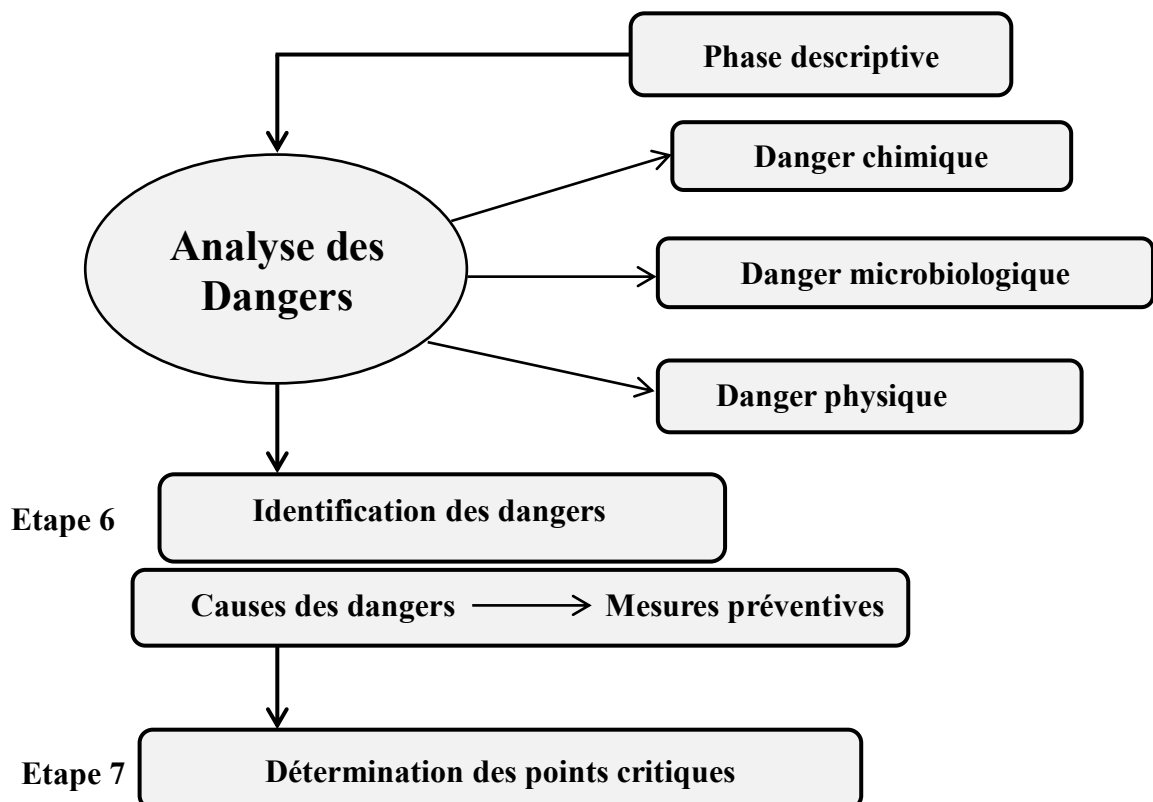 Phase descriptive
Danger chimique
Analyse des
Dangers
Danger microbiologique
Danger physique
Etape 6
Identification des dangers
Causes des dangers
Mesures préventives
Etape 7
Détermination des points critiques